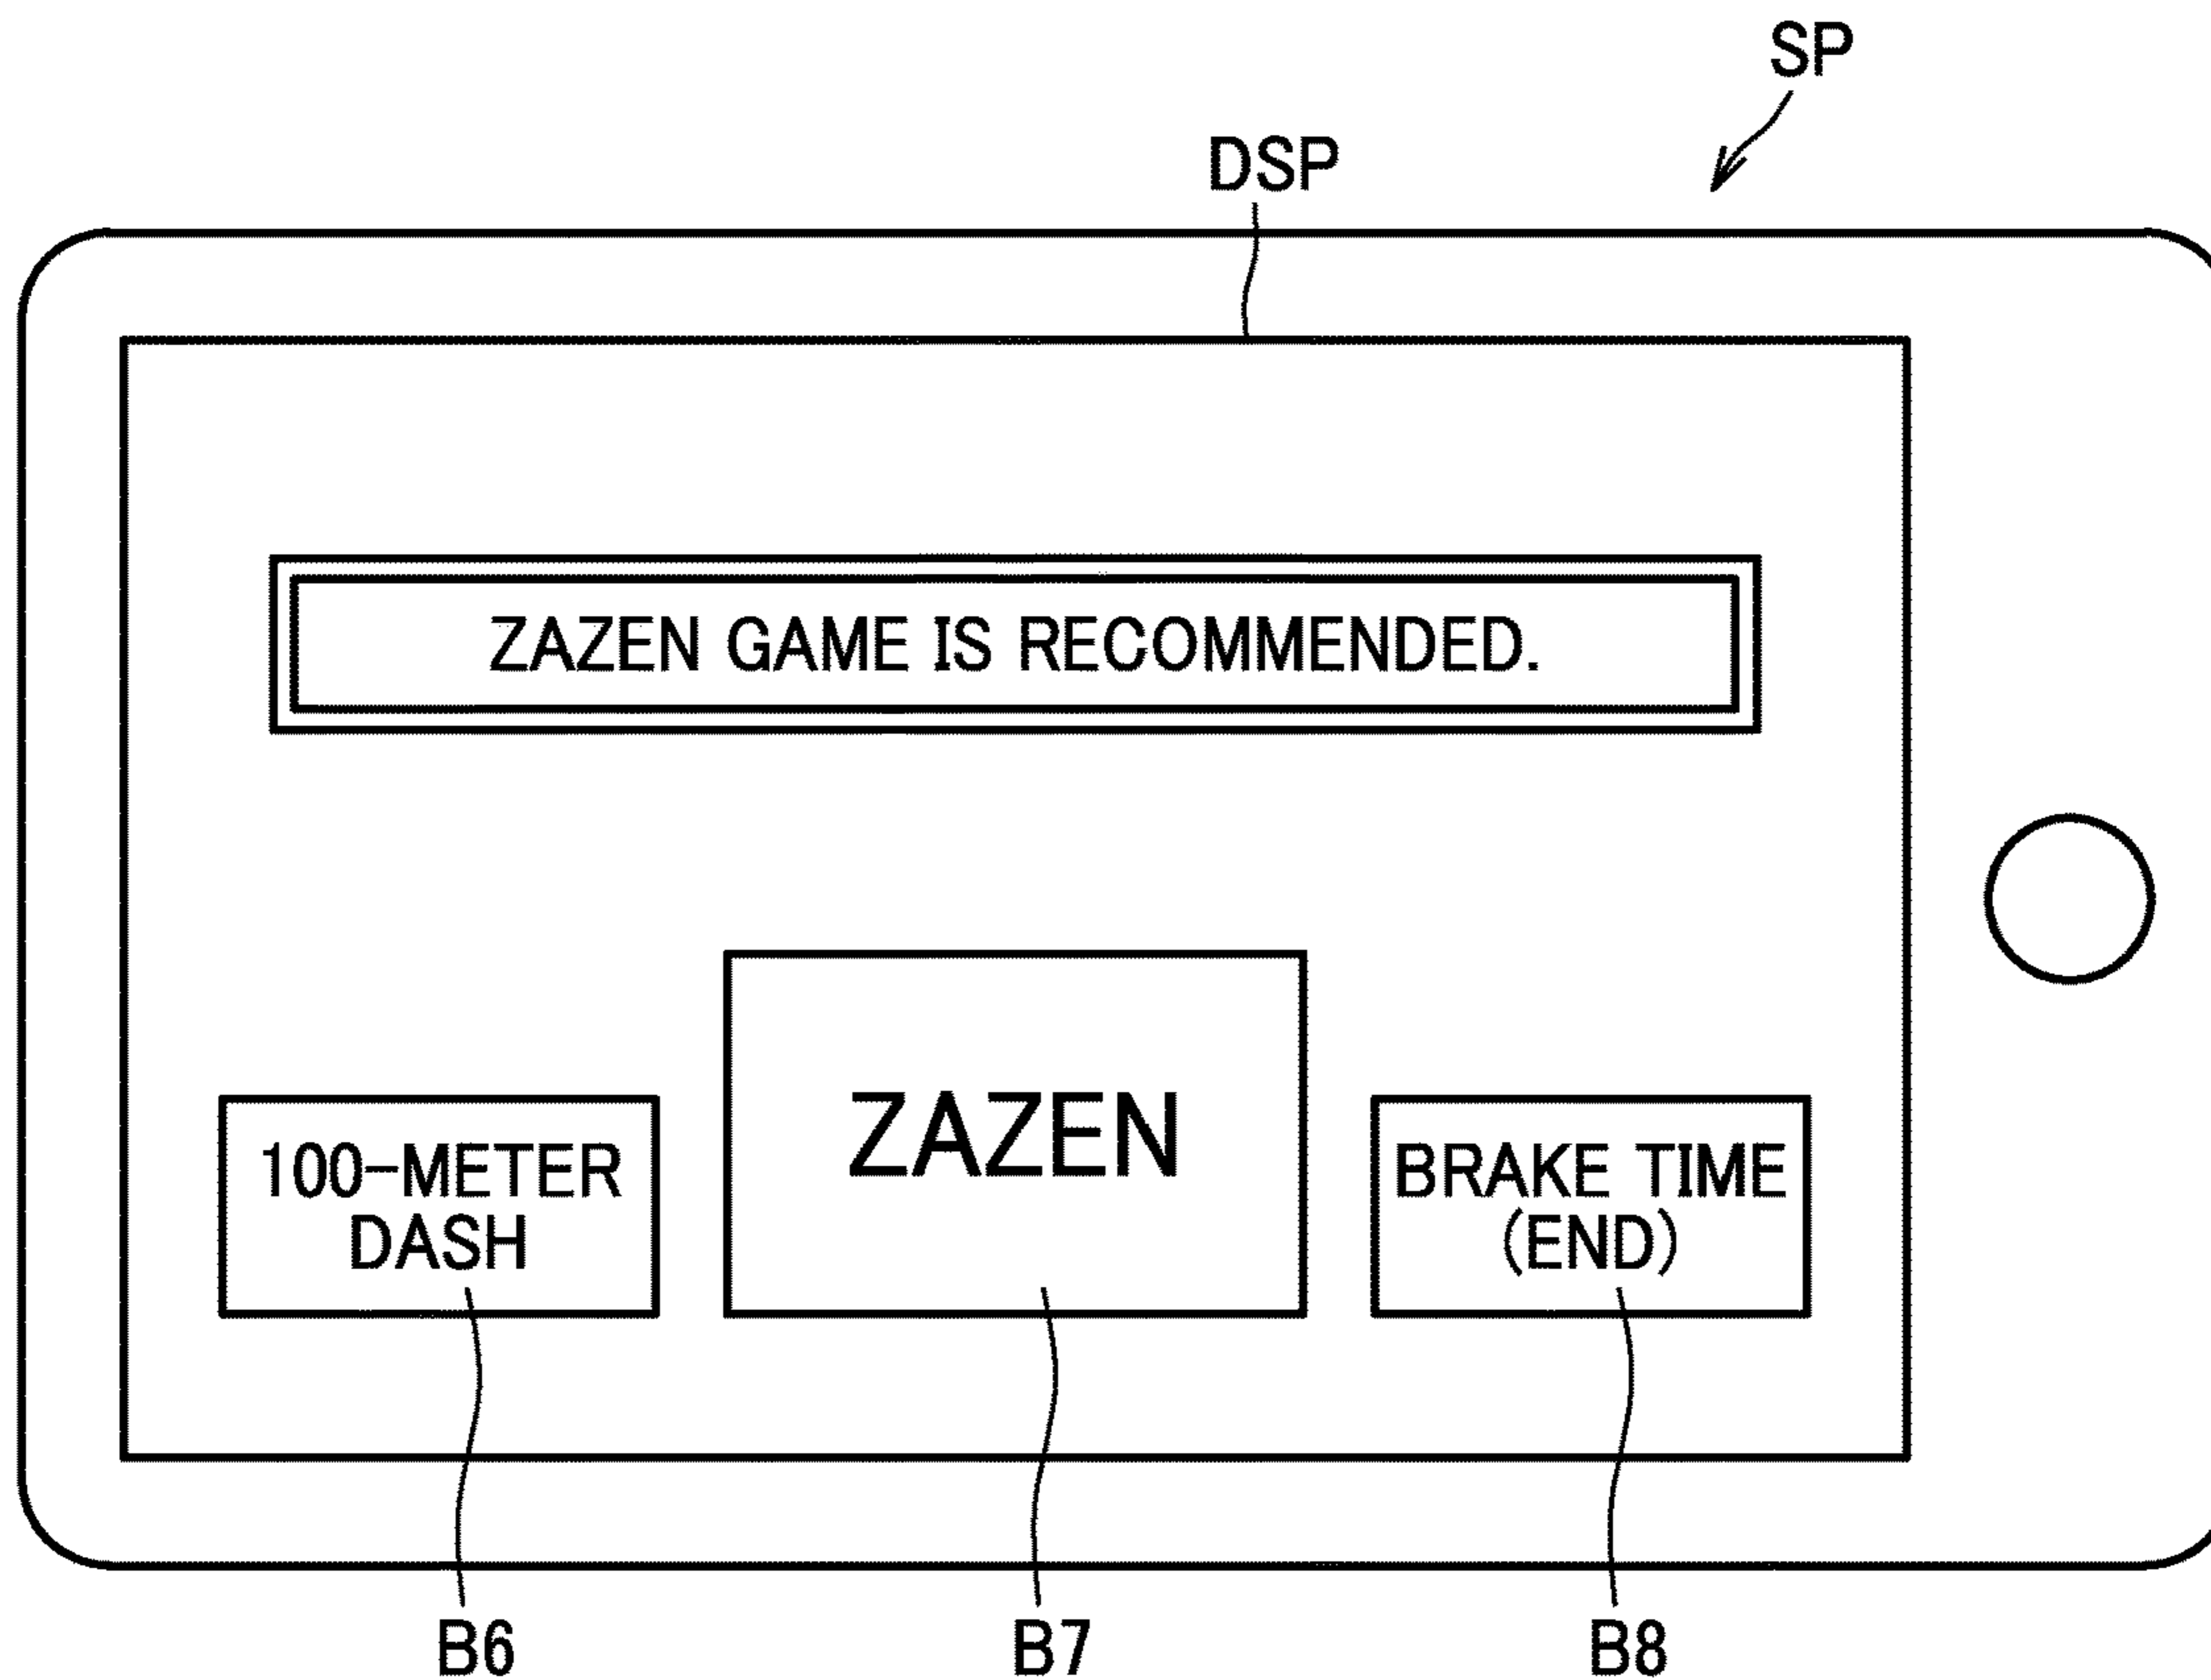 SP
DSP
ZAZEN GAME IS RECOMMENDED.
100-METER
DASH
ZAZEN
BRAKE TIME
(END)
B6
B7
B8